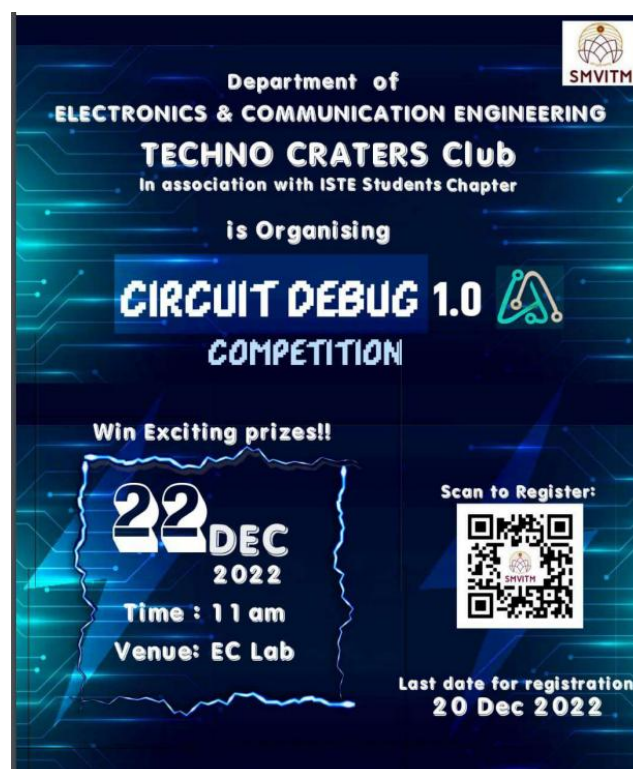 SMVITM
Department of
ELECTRONICS & COMMUNICATION ENGINEERING
TECHNO CRATERS Club
In association with ISTE Students Chapter
is Organising
CIRCUIT DEBUG 1.0
COMPETITION
Win Exciting prizes!!
22 DEC
2022
Time : 11 am
Venue: EC Lab
Scan to Register:
SMVITM
Last date for registration
20 Dec 2022